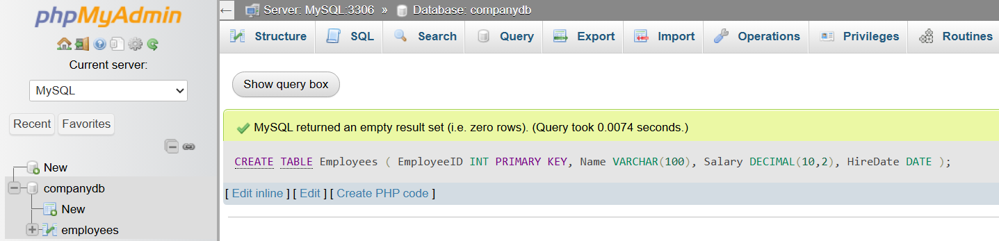 phpMyAdmin
Current server:
MySQL
Recent Favorites
New
companydb
New
employees
← Server: MySQL:3306 » Database: companydb
Structure SQL Search Query Export Import Operations Privileges Routines
Show query box
MySQL returned an empty result set (i.e. zero rows). (Query took 0.0074 seconds.)
CREATE TABLE Employees ( EmployeeID INT PRIMARY KEY, Name VARCHAR(100), Salary DECIMAL(10,2), HireDate DATE );
[ Edit inline ] [ Edit ] [ Create PHP code ]